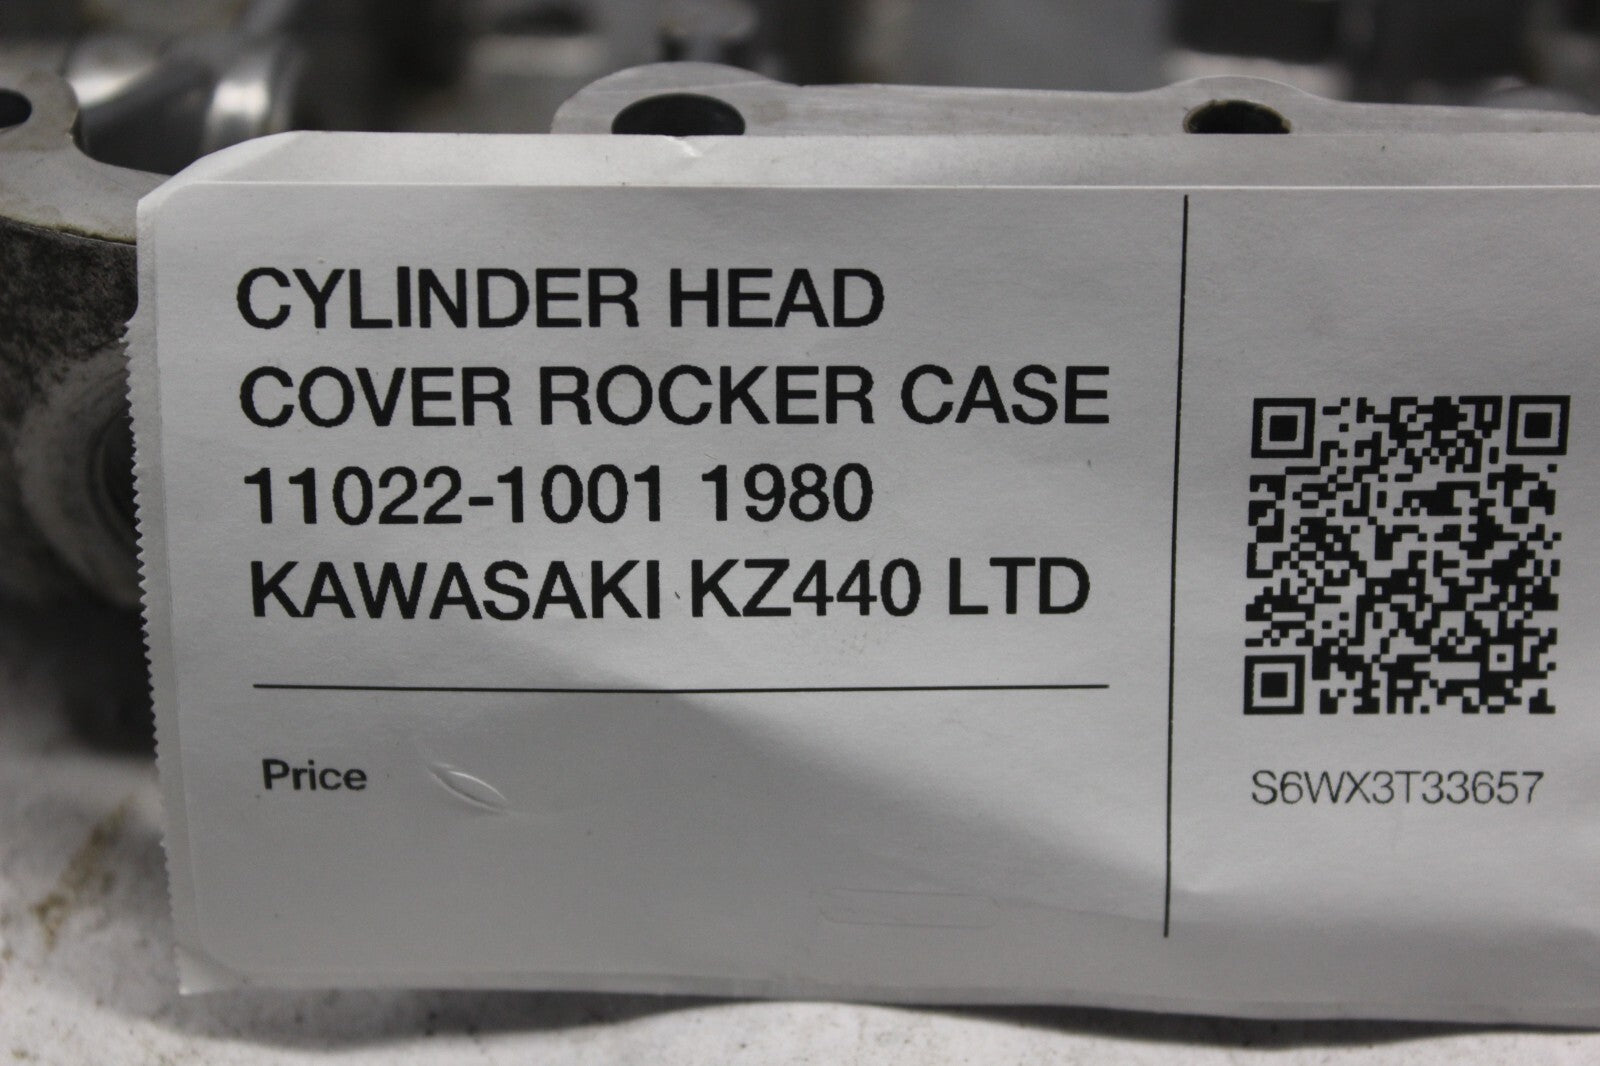 CYLINDER HEAD
COVER ROCKER CASE
11022-1001 1980
KAWASAKI KZ440 LTD
Price
S6WX3T33657